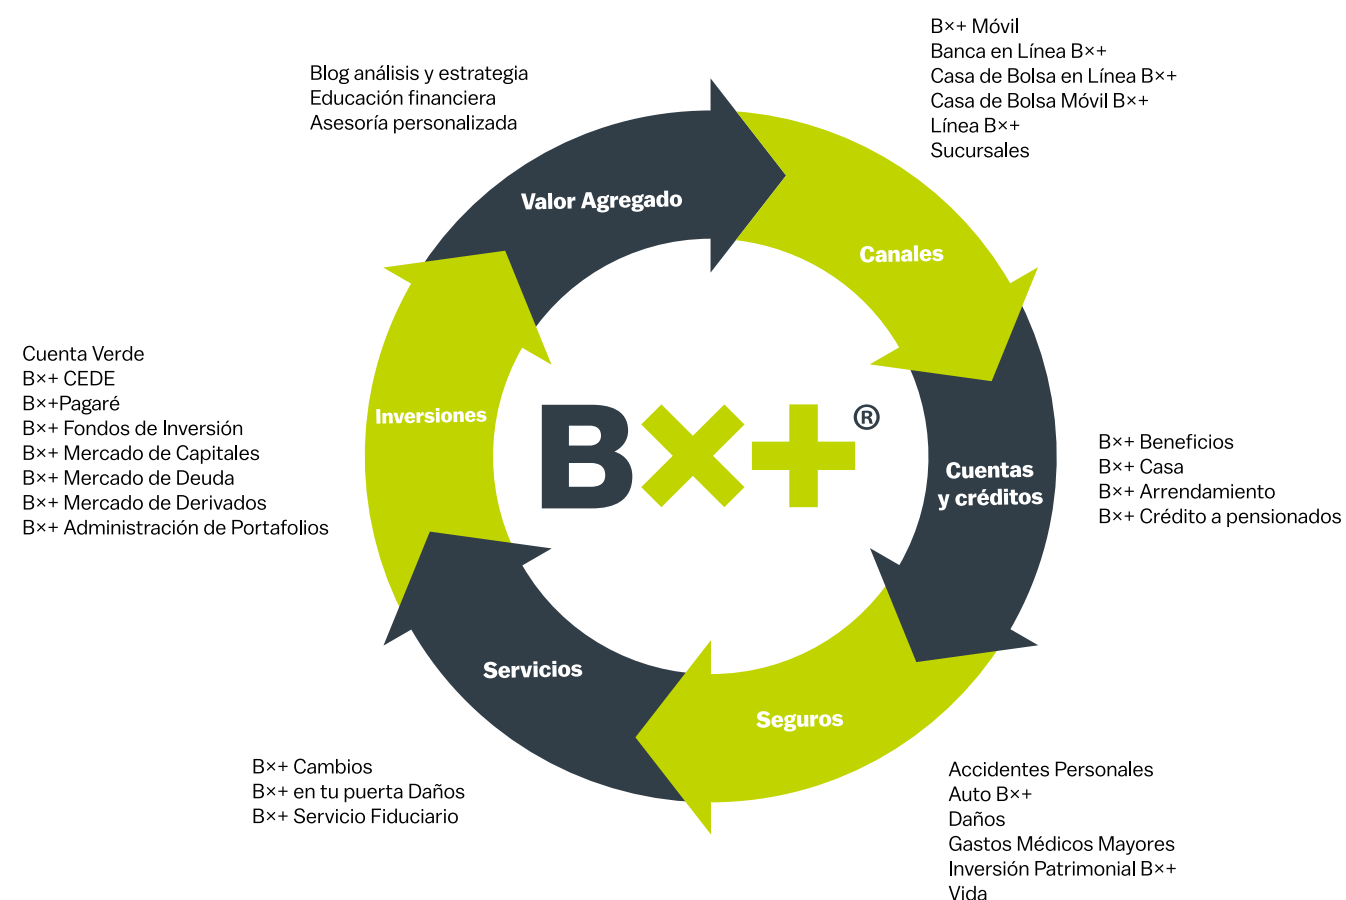 Blog análisis y estrategia
Educación financiera
Asesoría personalizada
B×+ Móvil
Banca en Línea B×+
Casa de Bolsa en Línea B×+
Casa de Bolsa Móvil B×+
Línea B×+
Sucursales
Valor Agregado
Canales
Cuenta Verde
B×+ CEDE
B×+Pagaré
B×+ Fondos de Inversión
B×+ Mercado de Capitales
B×+ Mercado de Deuda
B×+ Mercado de Derivados
B×+ Administración de Portafolios
Inversiones
B×+®
Cuentas
y créditos
B×+ Beneficios
B×+ Casa
B×+ Arrendamiento
B×+ Crédito a pensionados
Servicios
Seguros
B×+ Cambios
B×+ en tu puerta Daños
B×+ Servicio Fiduciario
Accidentes Personales
Auto B×+
Daños
Gastos Médicos Mayores
Inversión Patrimonial B×+
Vida